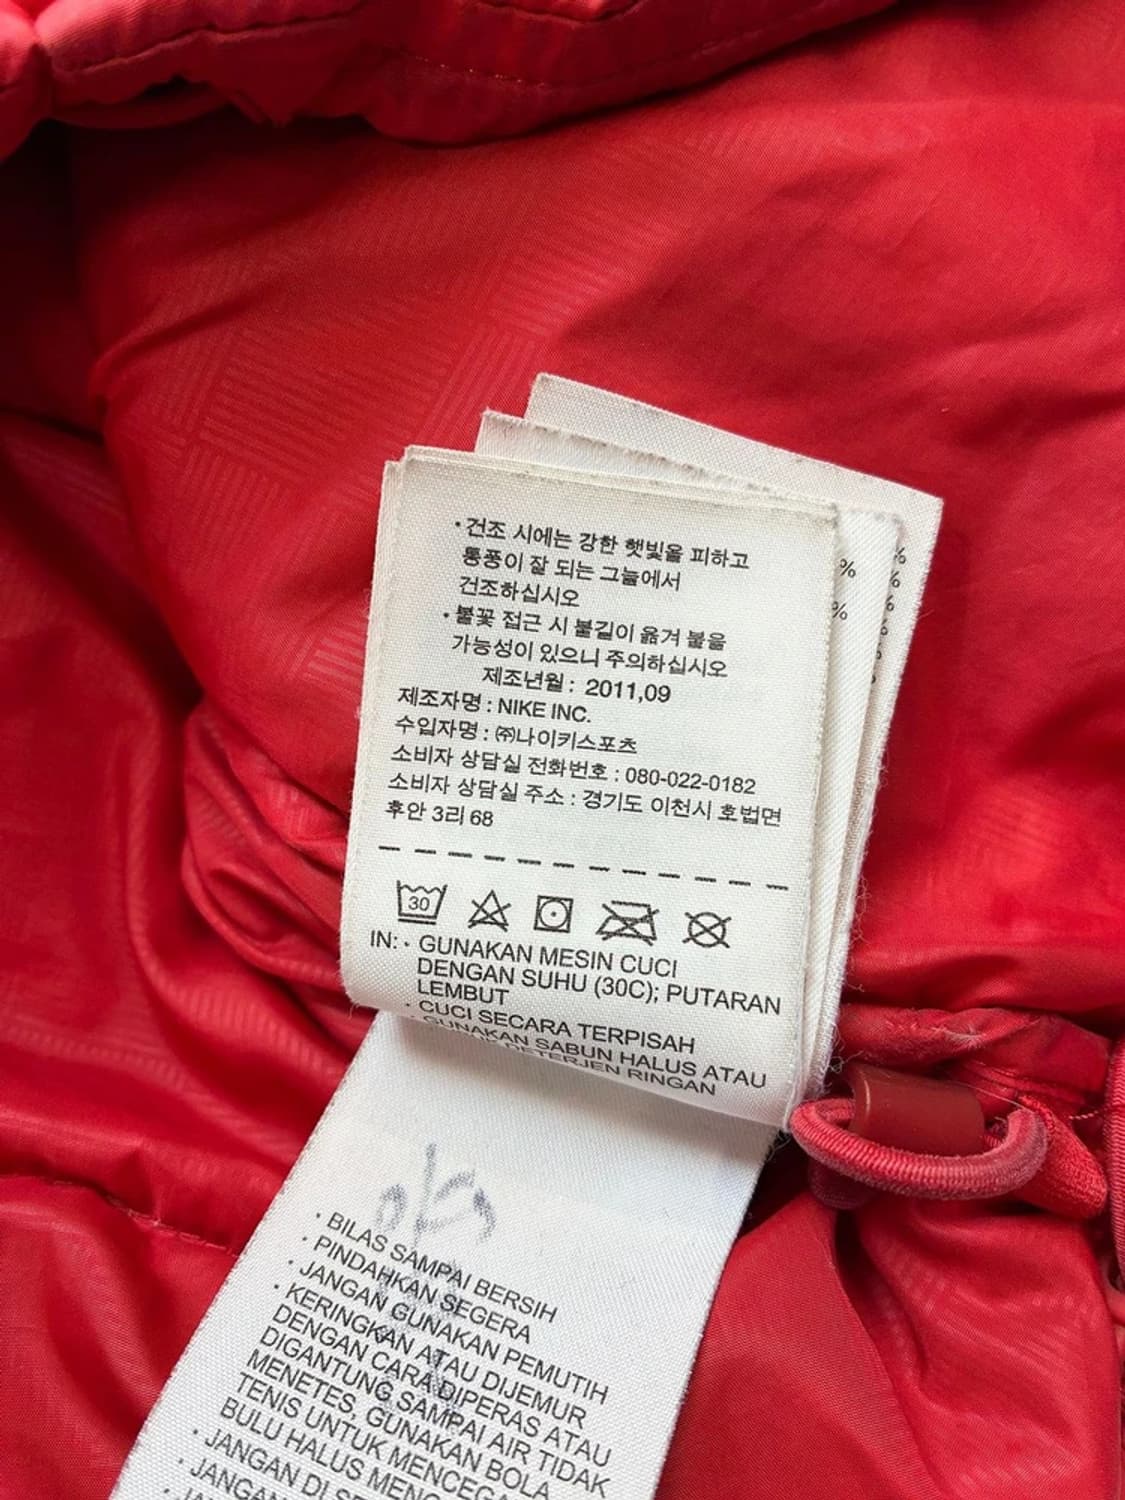 • 건조 시에는 강한 햇빛을 피하고
통풍이 잘 되는 그늘에서
건조하십시오
• 불꽃 접근 시 불길이 옮겨 붙을
가능성이 있으니 주의하십시오
제조년월 : 2011,09
제조자명 : NIKE INC.
수입자명 : ㈜나이키스포츠
소비자 상담실 전화번호 : 080-022-0182
소비자 상담실 주소 : 경기도 이천시 호법면
후안 3리 68
%
%
%
%
%
%
%
%
30
IN: • GUNAKAN MESIN CUCI
DENGAN SUHU (30C); PUTARAN
LEMBUT
• CUCI SECARA TERPISAH
• GUNAKAN SABUN HALUS ATAU
DETERJEN RINGAN
• BILAS SAMPAI BERSIH
• PINDAHKAN SEGERA
• JANGAN GUNAKAN PEMUTIH
• KERINGKAN ATAU DIJEMUR
DENGAN CARA DIPERAS ATAU
DIGANTUNG SAMPAI AIR TIDAK
MENETES, GUNAKAN BOLA
TENIS UNTUK
BULU HALUS
• JANGAN DI
• JANGAN